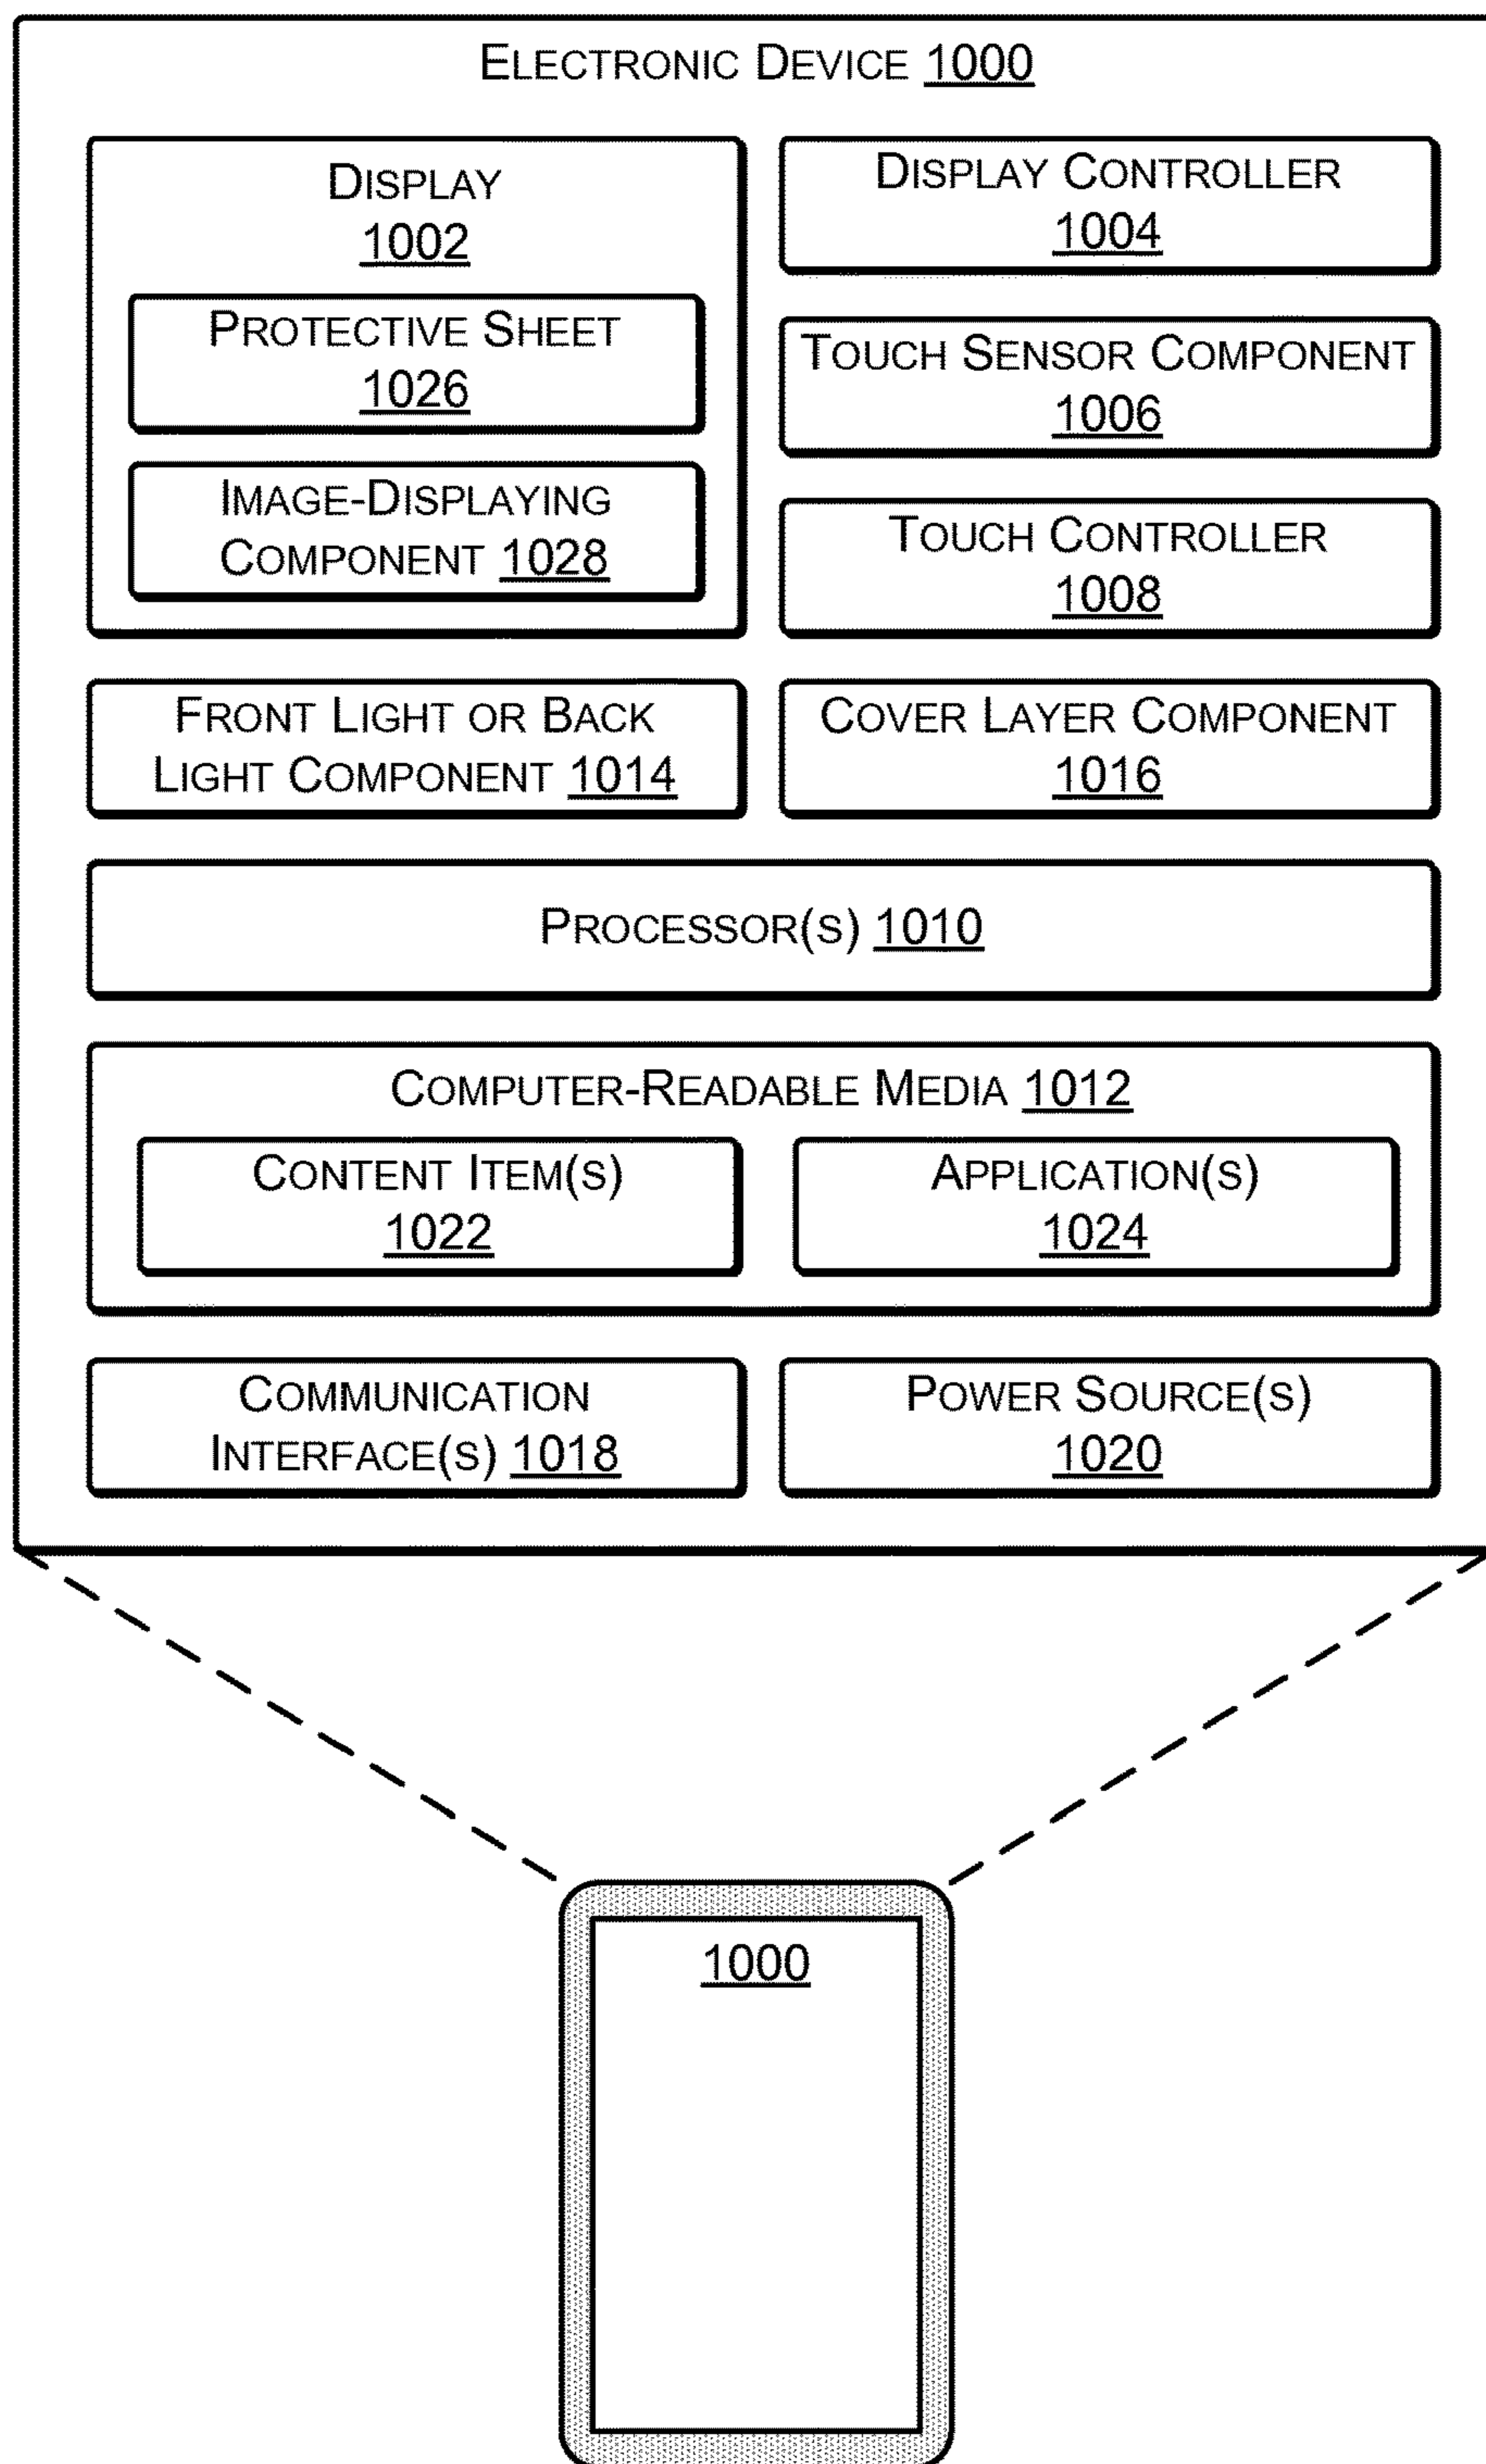 ELECTRONIC DEVICE 1000
DISPLAY
1002
PROTECTIVE SHEET
1026
IMAGE-DISPLAYING
COMPONENT 1028
DISPLAY CONTROLLER
1004
TOUCH SENSOR COMPONENT
1006
TOUCH CONTROLLER
1008
FRONT LIGHT OR BACK
LIGHT COMPONENT 1014
COVER LAYER COMPONENT
1016
PROCESSOR(S) 1010
COMPUTER-READABLE MEDIA 1012
CONTENT ITEM(S)
1022
APPLICATION(S)
1024
COMMUNICATION
INTERFACE(S) 1018
POWER SOURCE(S)
1020
1000